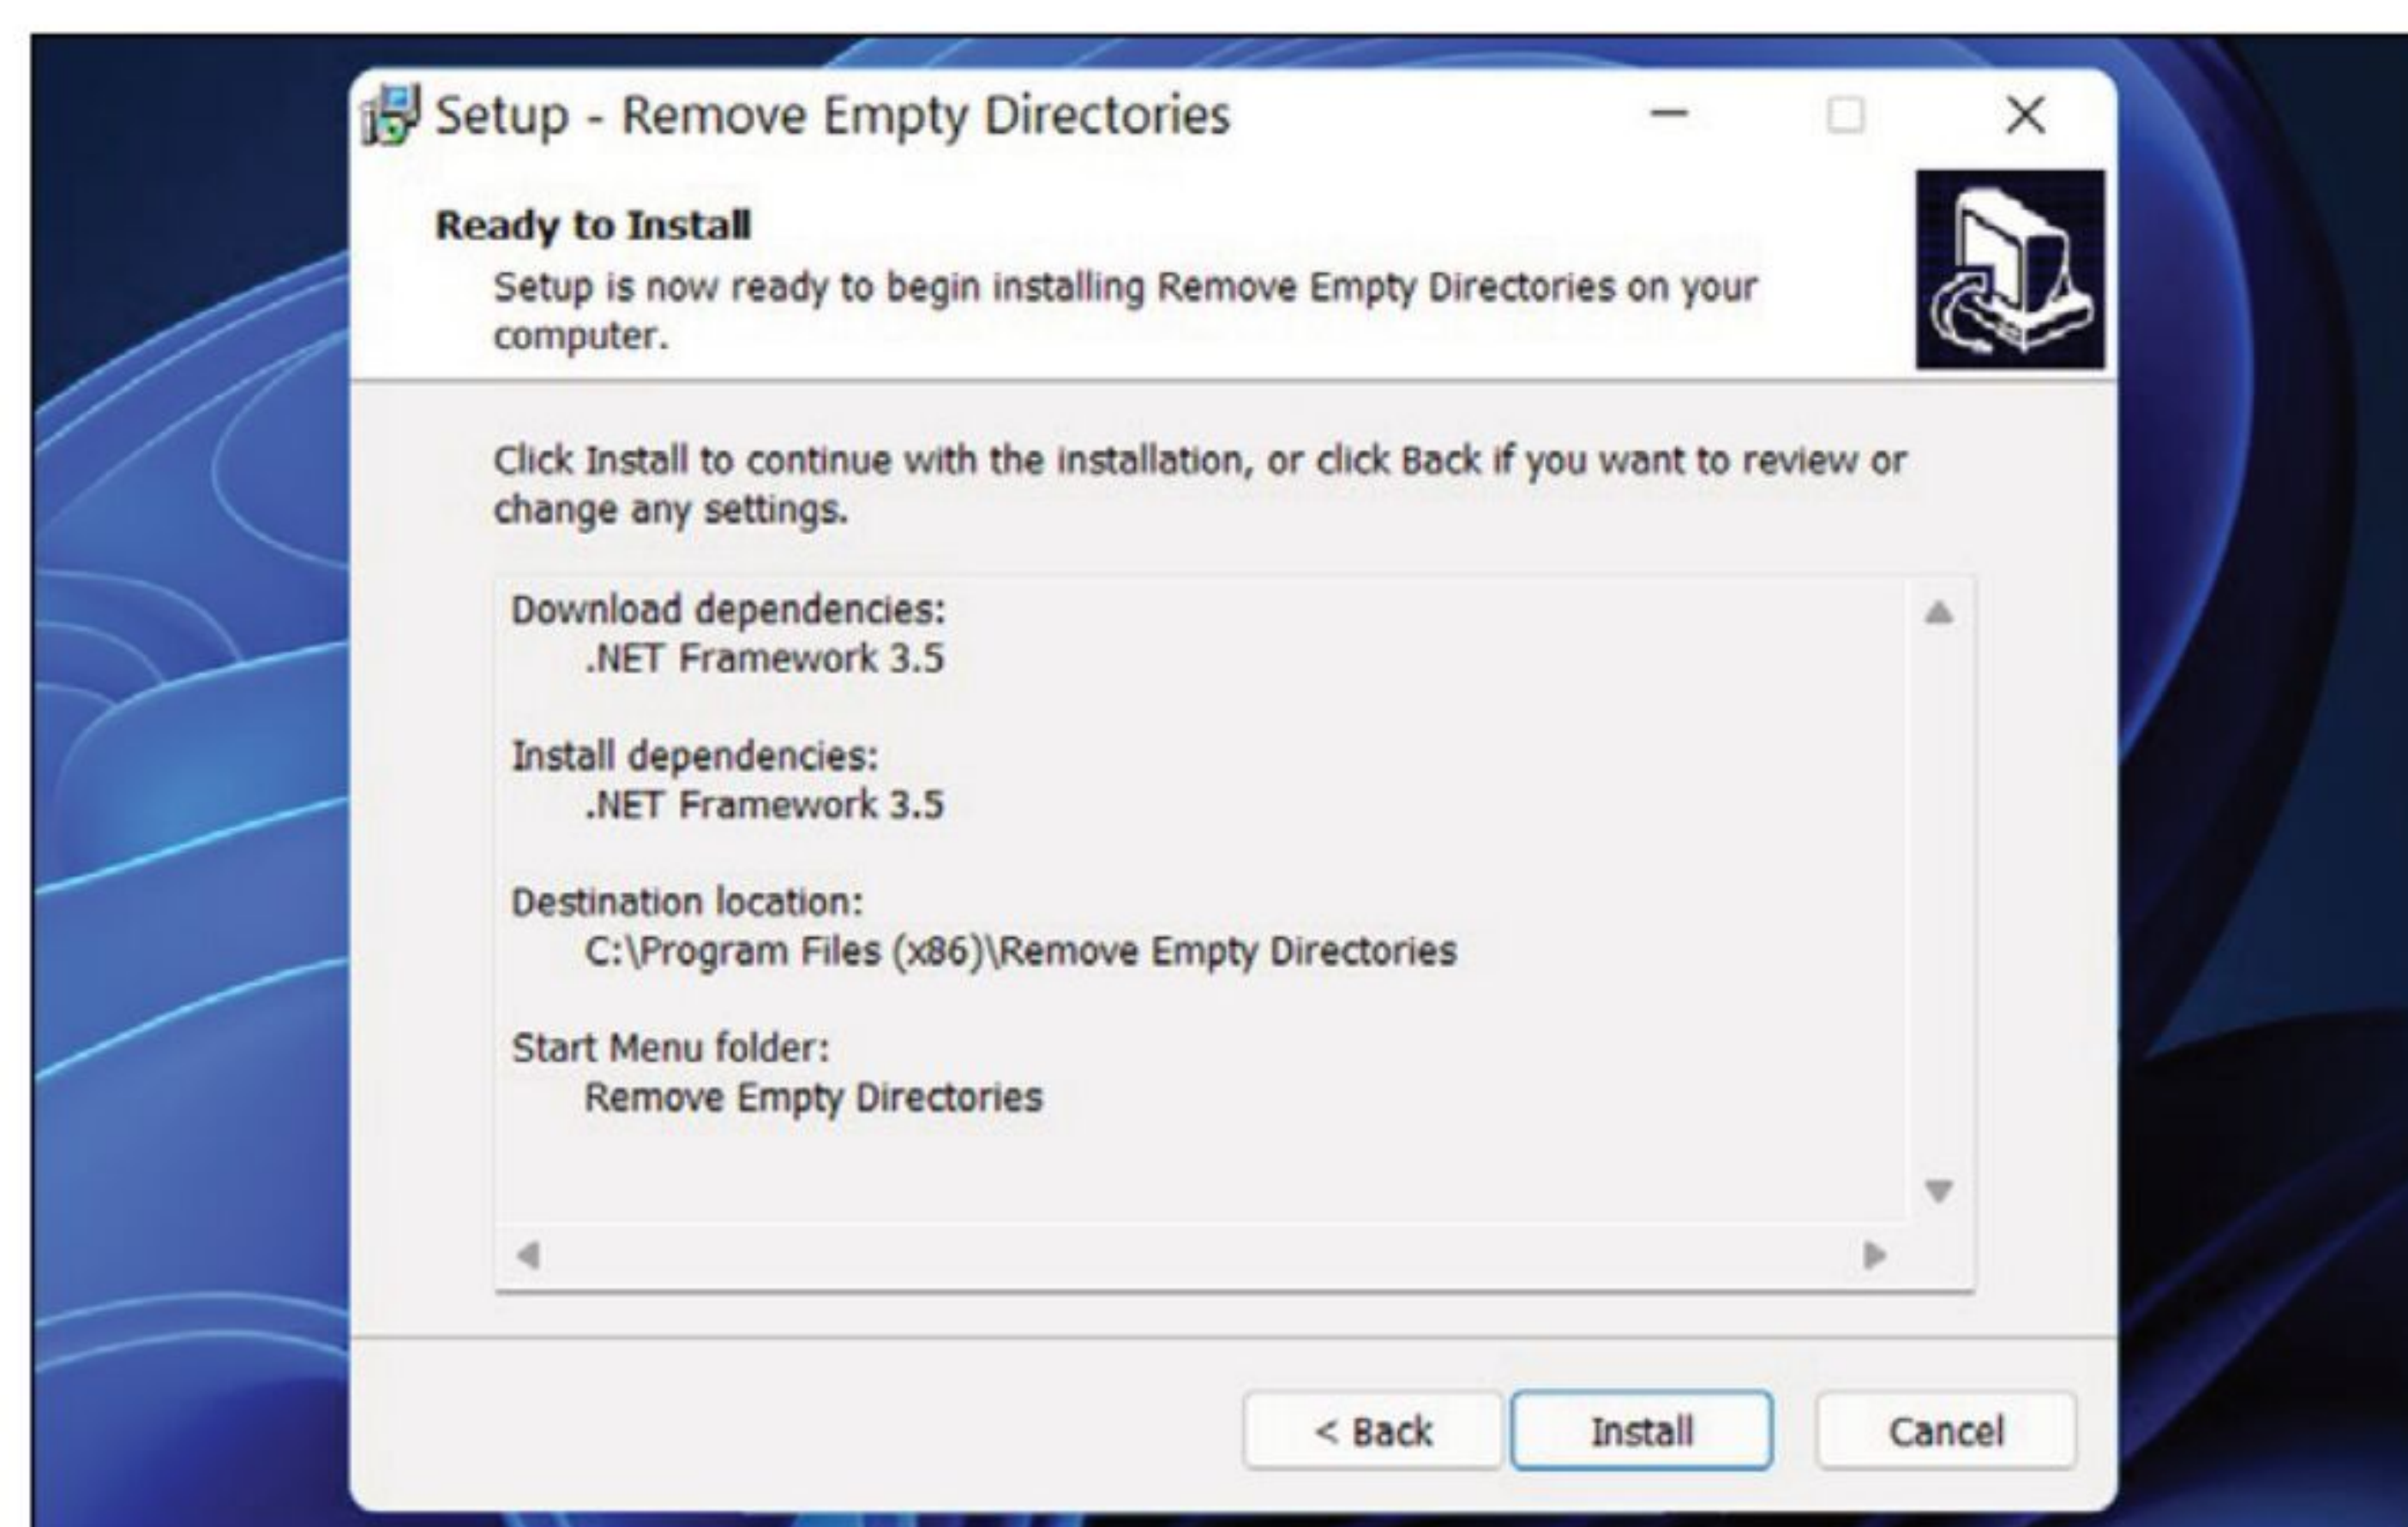 Setup - Remove Empty Directories
Ready to Install
Setup is now ready to begin installing Remove Empty Directories on your
computer.
Click Install to continue with the installation, or click Back if you want to review or
change any settings.
Download dependencies:
.NET Framework 3.5
Install dependencies:
.NET Framework 3.5
Destination location:
C:\Program Files (x86)\Remove Empty Directories
Start Menu folder:
Remove Empty Directories
< Back Install Cancel